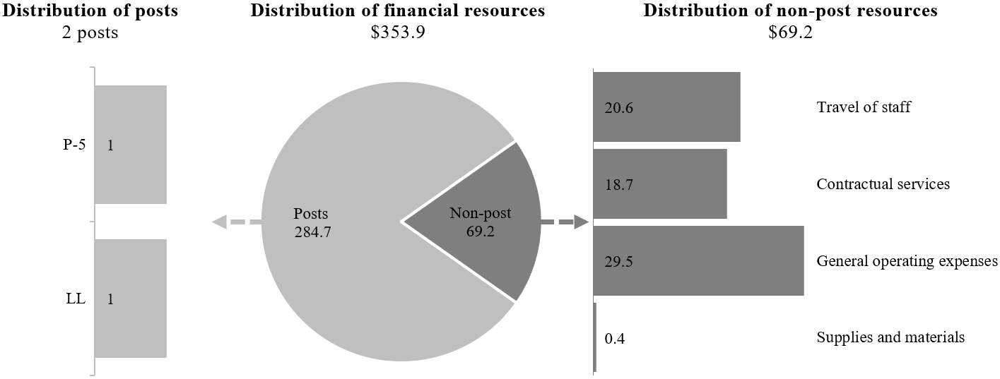 Distribution of posts
2 posts
P-5
1
LL
1
Distribution of financial resources
$353.9
Posts
284.7
Non-post
69.2
Distribution of non-post resources
$69.2
20.6
Travel of staff
18.7
Contractual services
29.5
General operating expenses
0.4
Supplies and materials